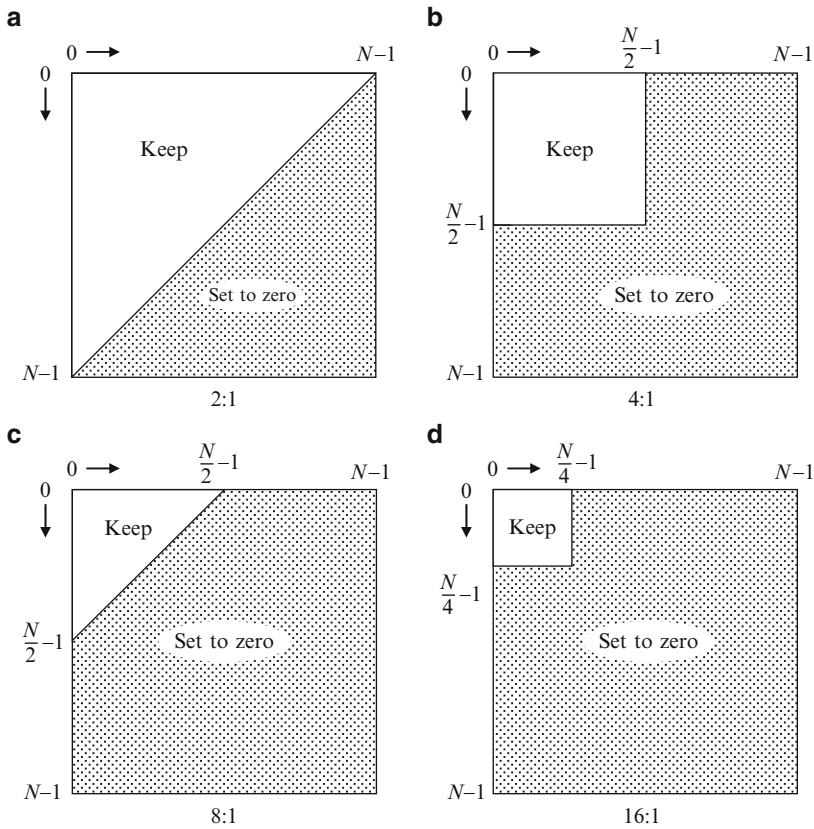 a
0 → N–1
0
↓
Keep
Set to zero
N–1
2:1
b
0 → N/2 –1 N–1
0
↓
Keep
N/2 –1
Set to zero
N–1
4:1
c
0 → N/2 –1 N–1
0
↓
Keep
N/2 –1
Set to zero
N–1
8:1
d
0 → N/4 –1 N–1
0
↓
Keep
N/4 –1
Set to zero
N–1
16:1